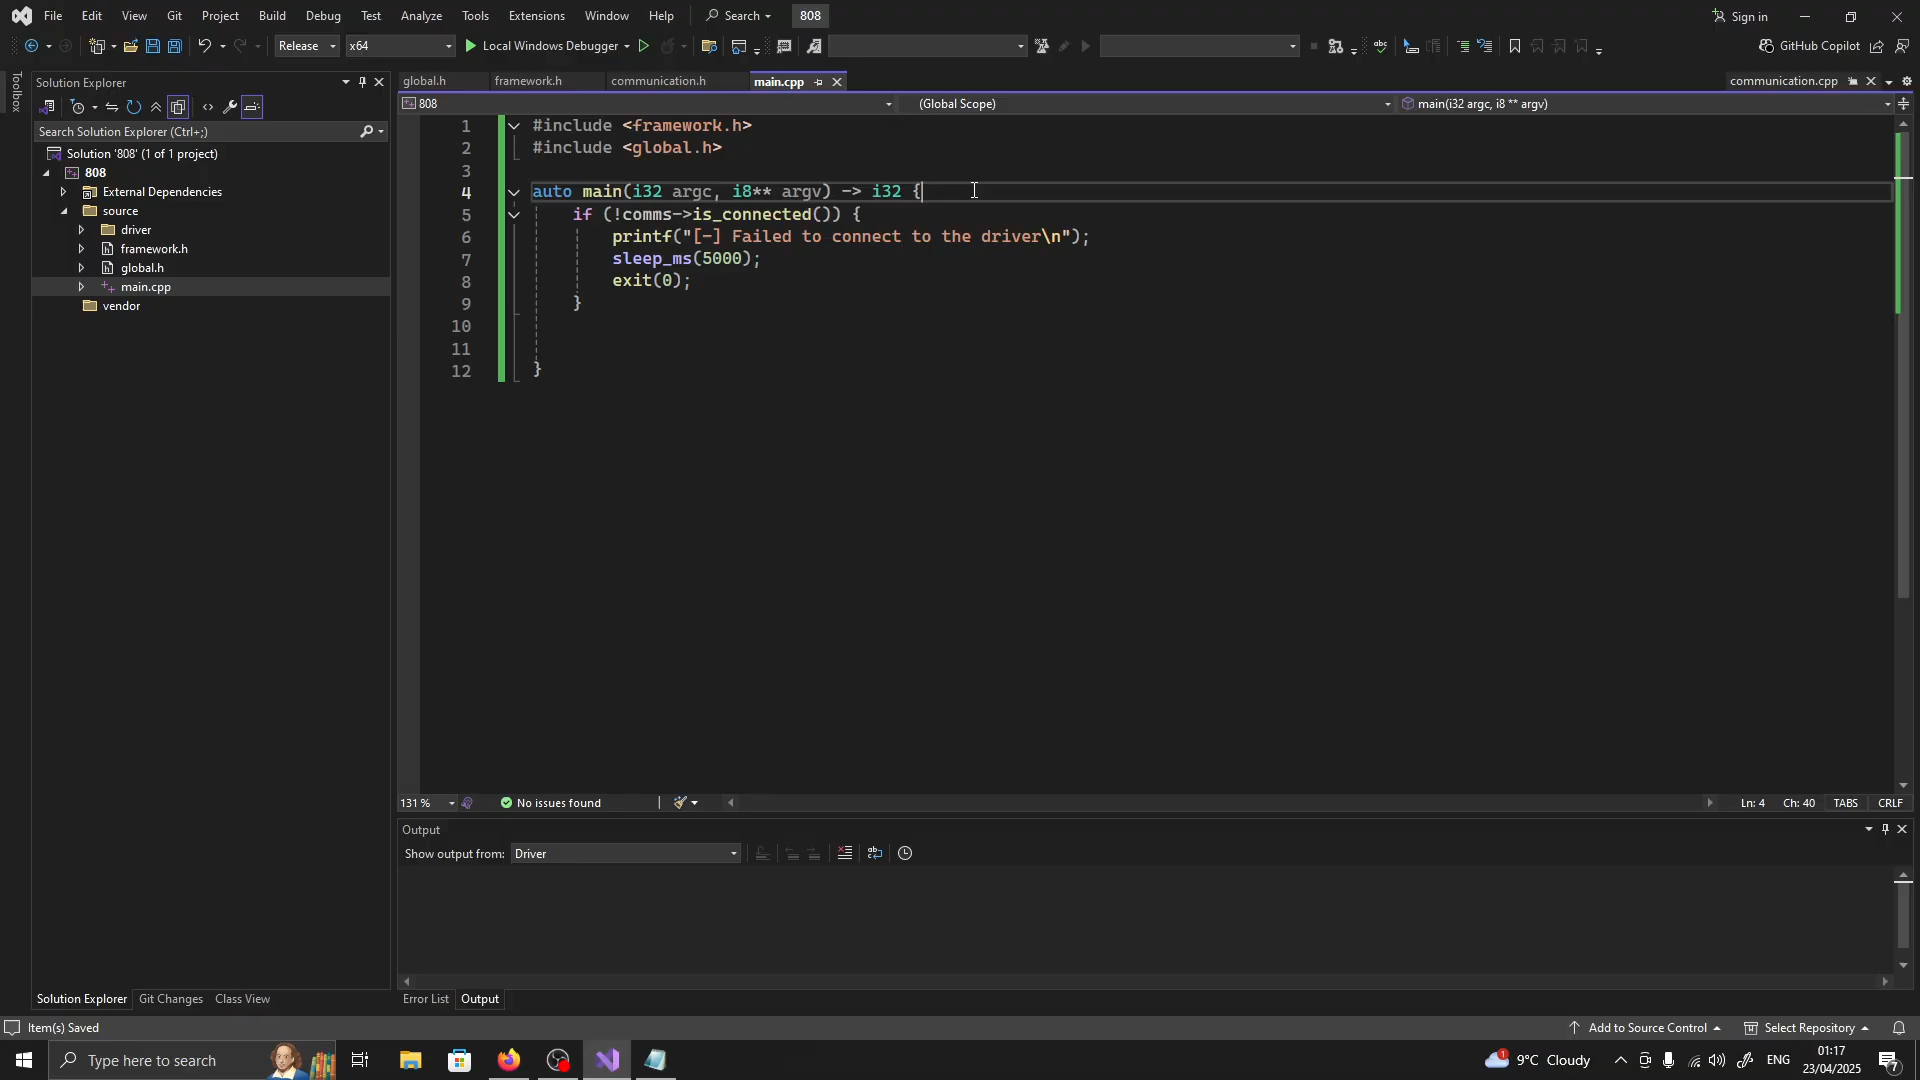 File Edit View Git Project Build Debug Test Analyze Tools Extensions Window Help Search 808 Sign in
Release x64 Local Windows Debugger GitHub Copilot
Toolbox
Solution Explorer
Search Solution Explorer (Ctrl+;)
Solution '808' (1 of 1 project)
808
External Dependencies
source
driver
framework.h
global.h
main.cpp
vendor
Solution Explorer Git Changes Class View
global.h framework.h communication.h main.cpp communication.cpp
808 (Global Scope) main(i32 argc, i8 ** argv)
1 #include <framework.h>
2 #include <global.h>
3
4 auto main(i32 argc, i8** argv) -> i32 {
5 if (!comms->is_connected()) {
6 printf("[-] Failed to connect to the driver\n");
7 sleep_ms(5000);
8 exit(0);
9 }
10
11
12 }
131 % No issues found Ln: 4 Ch: 40 TABS CRLF
Output
Show output from: Driver
Error List Output
Item(s) Saved Add to Source Control Select Repository
Type here to search 1 9°C Cloudy ENG 01:17
23/04/2025 7